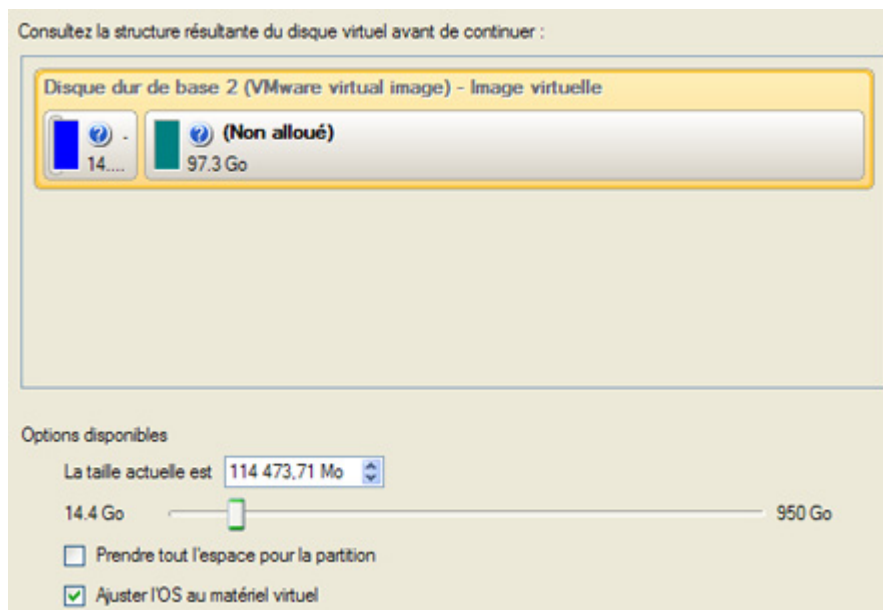 Consultez la structure résultante du disque virtuel avant de continuer :
Disque dur de base 2 (VMware virtual image) - Image virtuelle
-
14....
(Non alloué)
97.3 Go
Options disponibles
La taille actuelle est 114 473,71 Mo
14.4 Go 950 Go
Prendre tout l'espace pour la partition
Ajuster l'OS au matériel virtuel